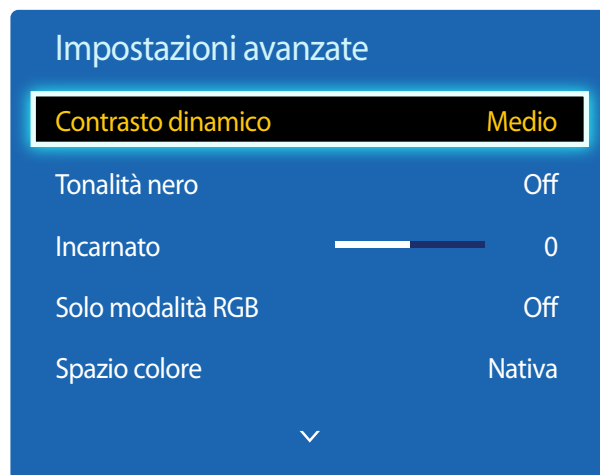 Impostazioni avanzate
Contrasto dinamico Medio
Tonalità nero Off
Incarnato 0
Solo modalità RGB Off
Spazio colore Nativa